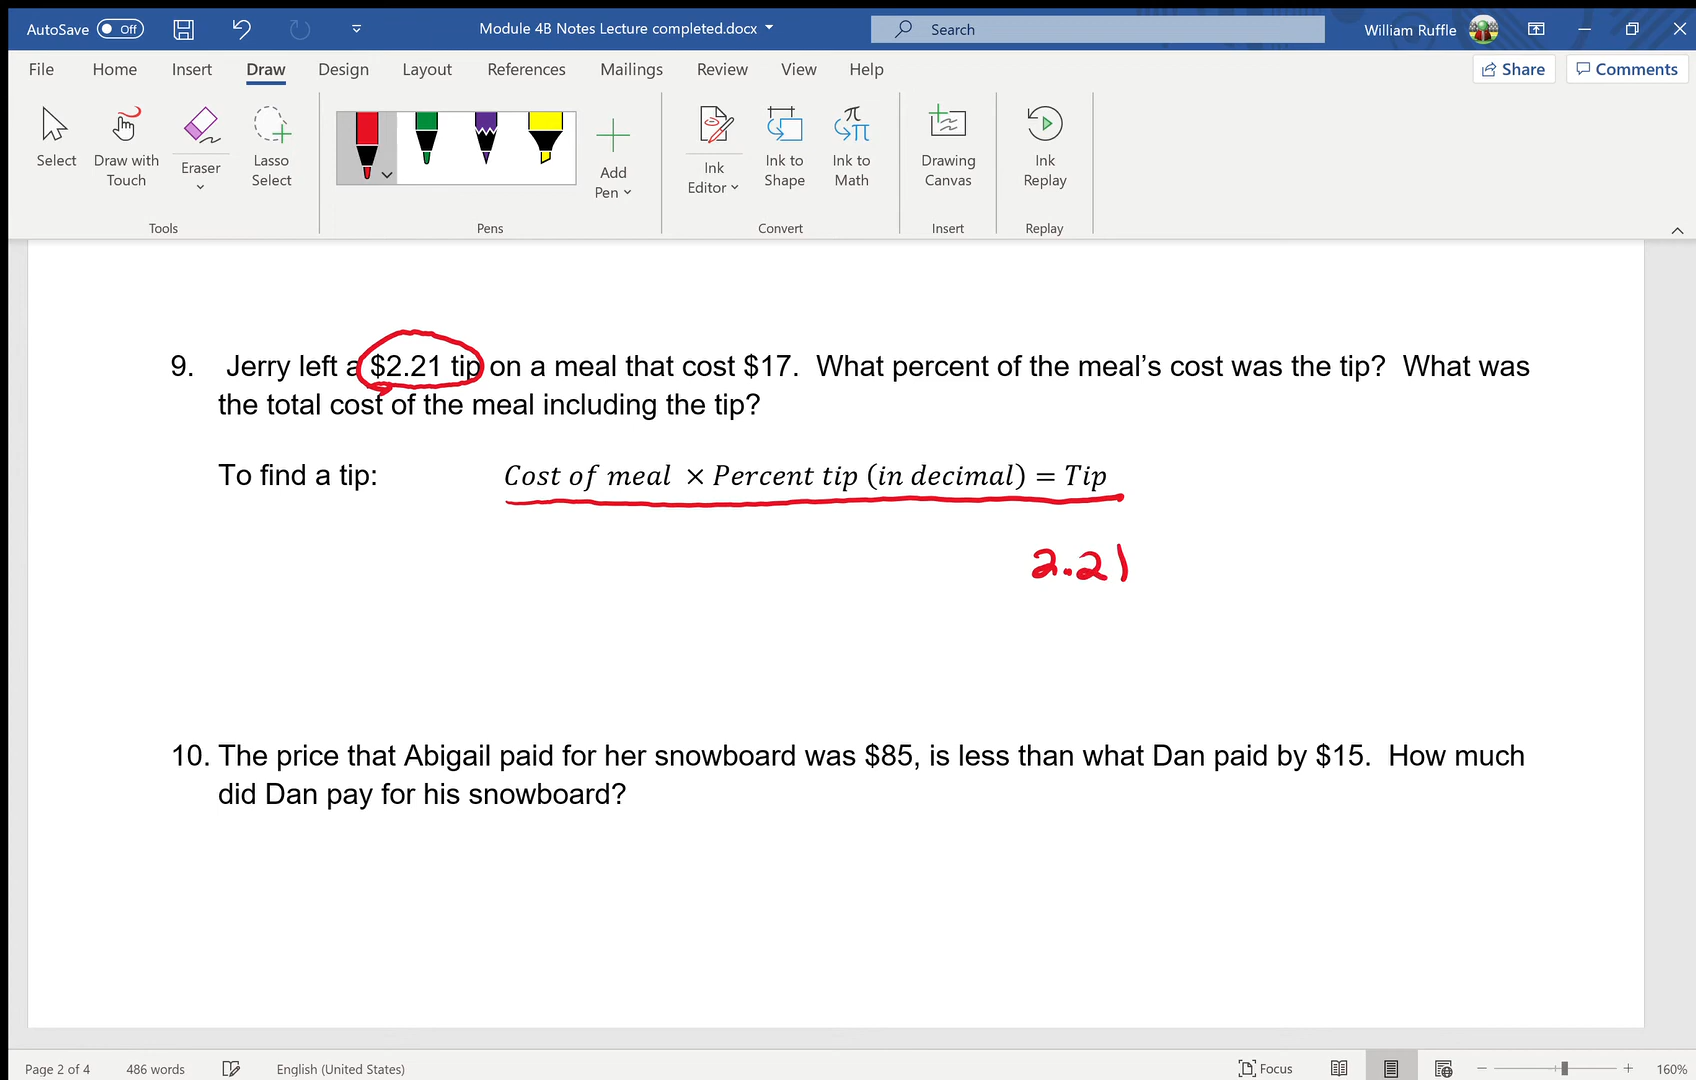 AutoSave Off Module 4B Notes Lecture completed.docx Search William Ruffle
File Home Insert Draw Design Layout References Mailings Review View Help Share Comments
Select Draw with Touch Eraser Lasso Select Add Pen Ink Editor Ink to Shape Ink to Math Drawing Canvas Ink Replay
Tools Pens Convert Insert Replay
9. Jerry left a $2.21 tip on a meal that cost $17. What percent of the meal’s cost was the tip? What was
the total cost of the meal including the tip?
To find a tip: Cost of meal × Percent tip (in decimal) = Tip
2.21
10. The price that Abigail paid for her snowboard was $85, is less than what Dan paid by $15. How much
did Dan pay for his snowboard?
Page 2 of 4 486 words English (United States) Focus 160%